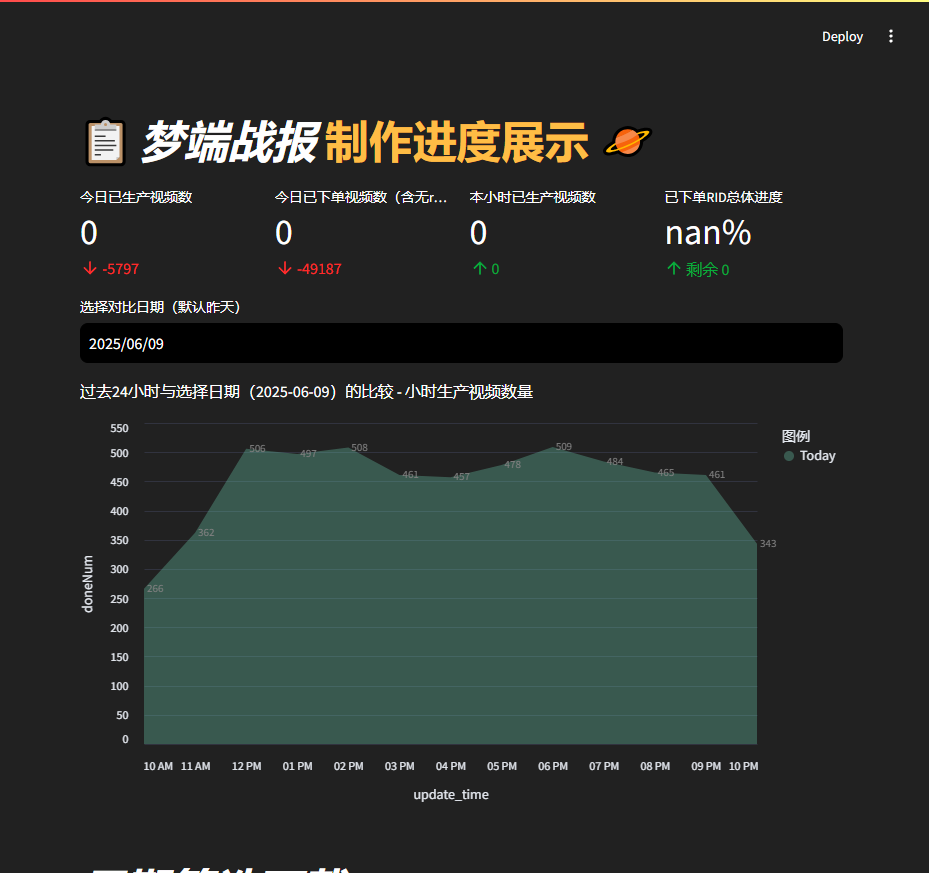 Deploy
梦端战报 制作进度展示
今日已生产视频数
0
-5797
今日已下单视频数（含无r...
0
-49187
本小时已生产视频数
0
0
已下单RID总体进度
nan%
剩余 0
选择对比日期（默认昨天）
2025/06/09
过去24小时与选择日期（2025-06-09）的比较 - 小时生产视频数量
550
500
450
400
350
300
250
200
150
100
50
0
doneNum
266
362
506
497
508
461
457
478
509
484
465
461
343
图例
Today
10 AM 11 AM 12 PM 01 PM 02 PM 03 PM 04 PM 05 PM 06 PM 07 PM 08 PM 09 PM 10 PM
update_time